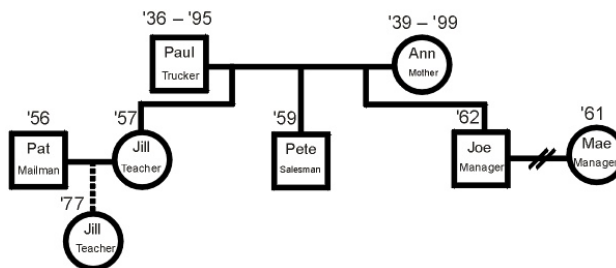 '36 – '95
'39 – '99
Paul
Trucker
Ann
Mother
'56
'57
'59
'62
'61
Pat
Mailman
Jill
Teacher
Pete
Salesman
Joe
Manager
Mae
Manager
'77
Jill
Teacher